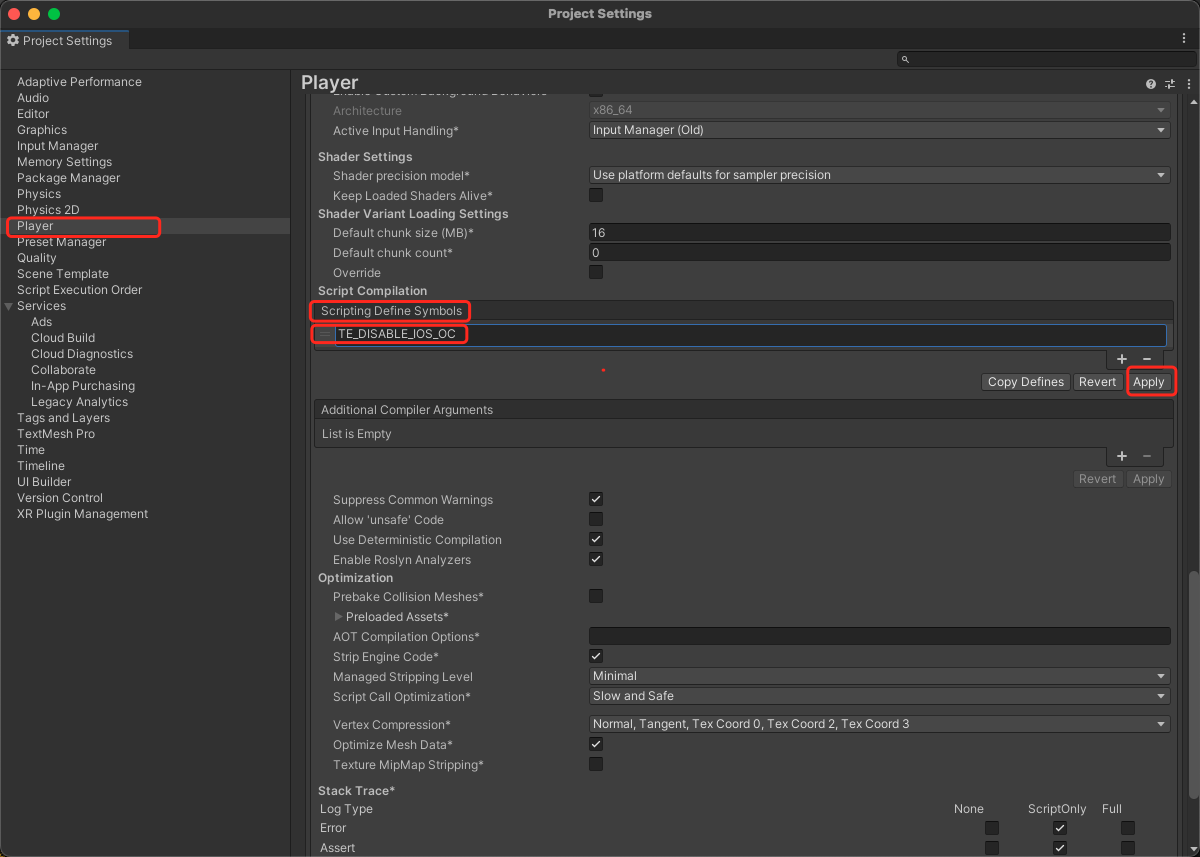 Project Settings
Project Settings
Adaptive Performance
Audio
Editor
Graphics
Input Manager
Memory Settings
Package Manager
Physics
Physics 2D
Player
Preset Manager
Quality
Scene Template
Script Execution Order
Services
Ads
Cloud Build
Cloud Diagnostics
Collaborate
In-App Purchasing
Legacy Analytics
Tags and Layers
TextMesh Pro
Time
Timeline
UI Builder
Version Control
XR Plugin Management
Player
Architecture x86_64
Active Input Handling* Input Manager (Old)
Shader Settings
Shader precision model* Use platform defaults for sampler precision
Keep Loaded Shaders Alive*
Shader Variant Loading Settings
Default chunk size (MB)* 16
Default chunk count* 0
Override
Script Compilation
Scripting Define Symbols
TE_DISABLE_IOS_OC
+ −
Copy Defines Revert Apply
Additional Compiler Arguments
List is Empty
+ −
Revert Apply
Suppress Common Warnings
Allow 'unsafe' Code
Use Deterministic Compilation
Enable Roslyn Analyzers
Optimization
Prebake Collision Meshes*
Preloaded Assets*
AOT Compilation Options*
Strip Engine Code*
Managed Stripping Level Minimal
Script Call Optimization* Slow and Safe
Vertex Compression* Normal, Tangent, Tex Coord 0, Tex Coord 2, Tex Coord 3
Optimize Mesh Data*
Texture MipMap Stripping*
Stack Trace*
Log Type None ScriptOnly Full
Error
Assert